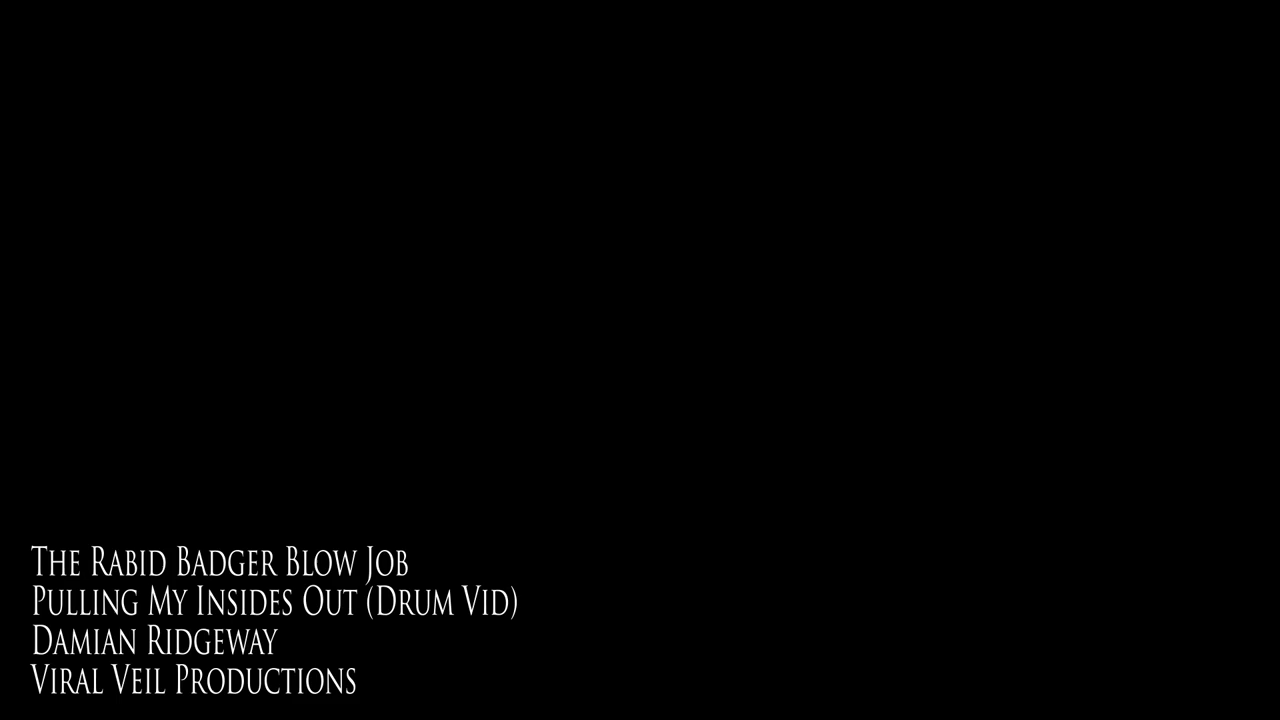 The Rabid Badger Blow Job
Pulling My Insides Out (Drum Vid)
Damian Ridgeway
Viral Veil Productions